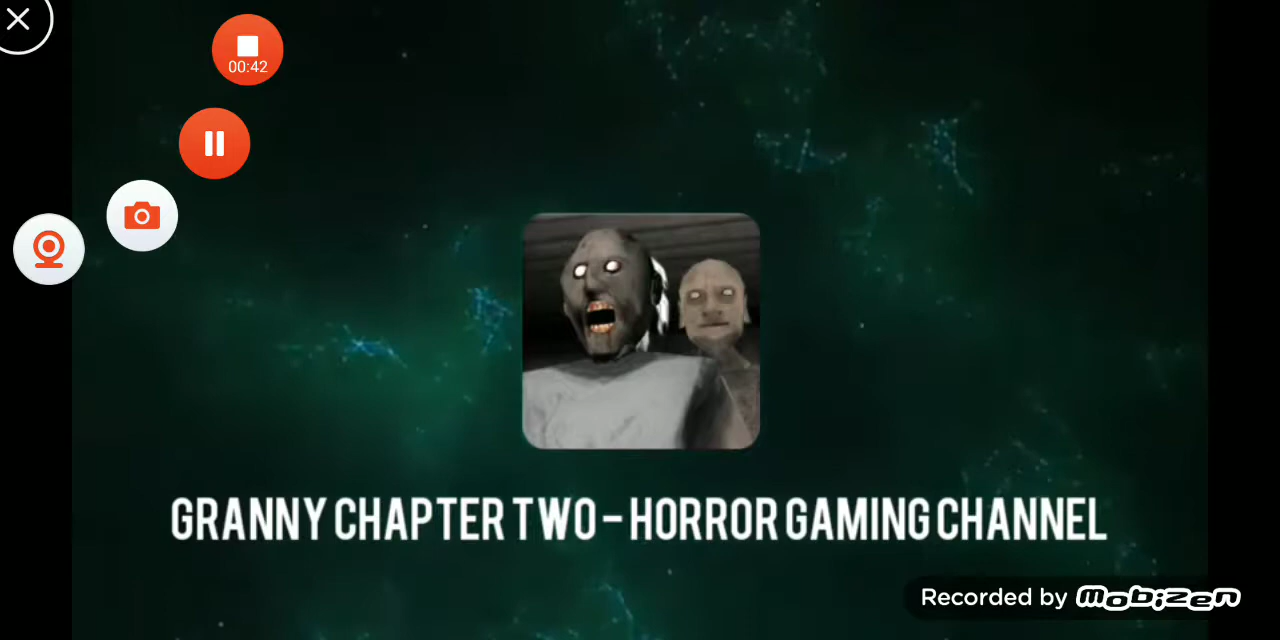 00:42
GRANNY CHAPTER TWO - HORROR GAMING CHANNEL
Recorded by mobizen